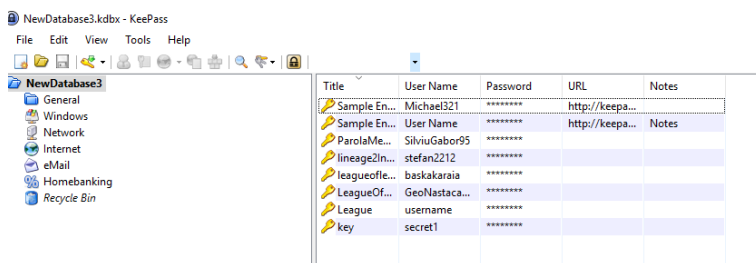 NewDatabase3.kdbx - KeePass
File Edit View Tools Help
NewDatabase3
General
Windows
Network
Internet
eMail
Homebanking
Recycle Bin
Title User Name Password URL Notes
Sample En... Michael321 ******** http://keepa...
Sample En... User Name ******** http://keepa... Notes
ParolaMe... SilviuGabor95 ********
lineage2In... stefan2212 ********
leagueofle... baskakaraia ********
LeagueOf... GeoNastaca... ********
League username ********
key secret1 ********